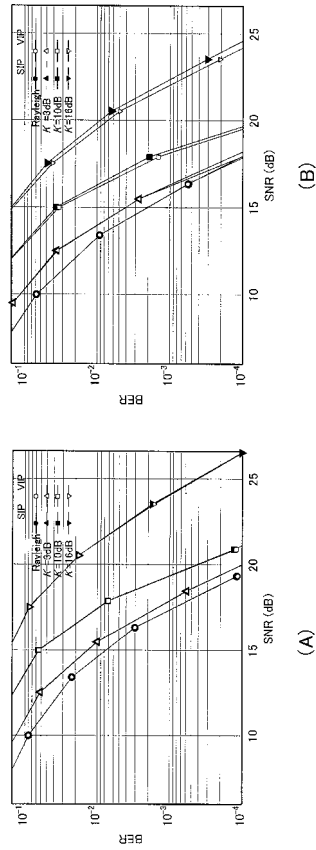 BER
10⁻¹
10⁻²
10⁻³
10⁻⁴
10
15
20
25
SNR (dB)
SIP VIP
Rayleigh
K=3dB
K=10dB
K=16dB
(A)
BER
10⁻¹
10⁻²
10⁻³
10⁻⁴
10
15
20
25
SNR (dB)
SIP VIP
Rayleigh
K=3dB
K=10dB
K=16dB
(B)